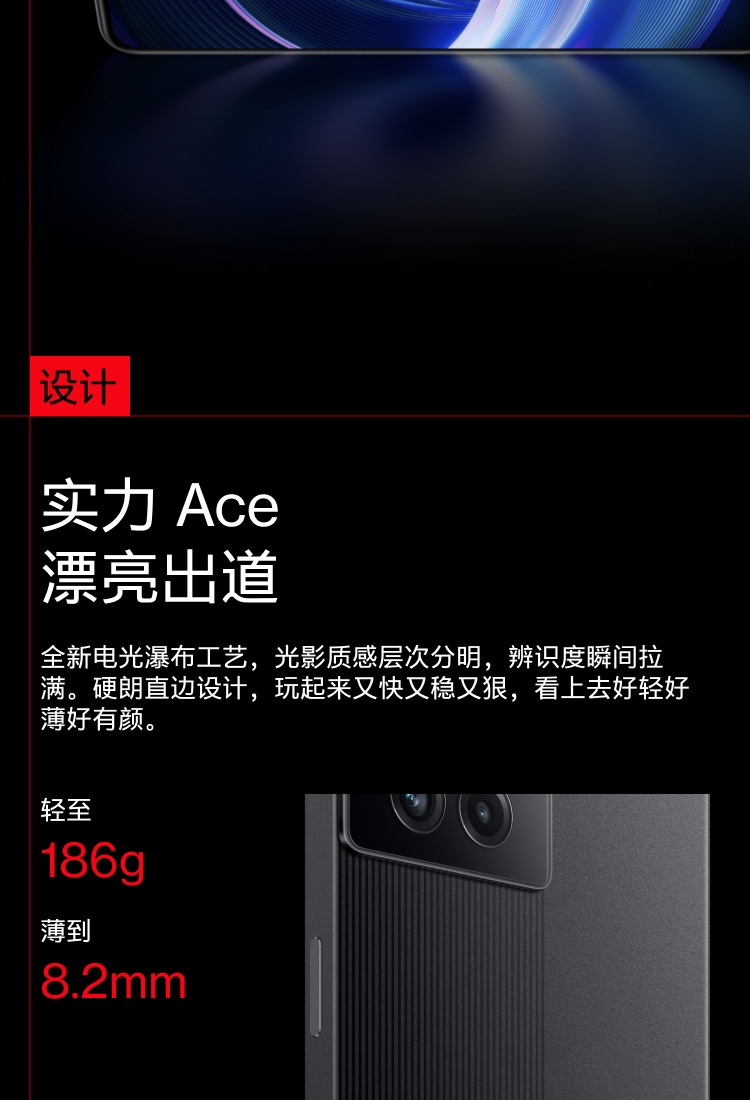 设计
实力 Ace
漂亮出道
全新电光瀑布工艺，光影质感层次分明，辨识度瞬间拉
满。硬朗直边设计，玩起来又快又稳又狠，看上去好轻好
薄好有颜。
轻至
186g
薄到
8.2mm